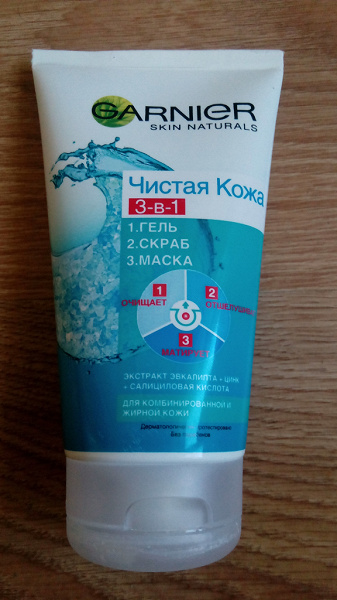 GARNIER
SKIN NATURALS
Чистая Кожа
3-в-1
1.ГЕЛЬ
2.СКРАБ
3.МАСКА
1
ОЧИЩАЕТ
2
3
МАТИРУЕТ
ЭКСТРАКТ ЭВКАЛИПТА + ЦИНК
+ САЛИЦИЛОВАЯ КИСЛОТА
ДЛЯ КОМБИНИРОВАННОЙ И
ЖИРНОЙ КОЖИ
Без